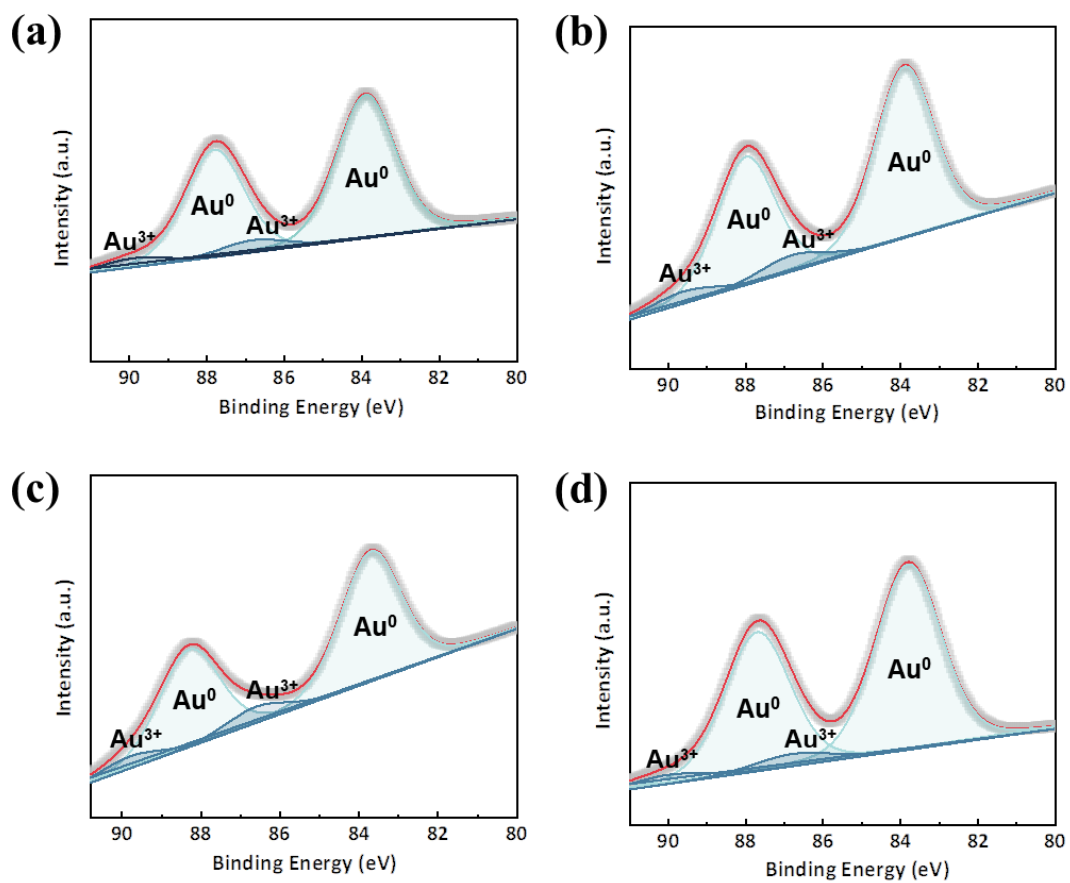 (a)
Intensity (a.u.)
Au³⁺
Au⁰
Au³⁺
Au⁰
90 88 86 84 82 80
Binding Energy (eV)
(b)
Intensity (a.u.)
Au³⁺
Au⁰
Au³⁺
Au⁰
90 88 86 84 82 80
Binding Energy (eV)
(c)
Intensity (a.u.)
Au³⁺
Au⁰
Au³⁺
Au⁰
90 88 86 84 82 80
Binding Energy (eV)
(d)
Intensity (a.u.)
Au³⁺
Au⁰
Au³⁺
Au⁰
90 88 86 84 82 80
Binding Energy (eV)